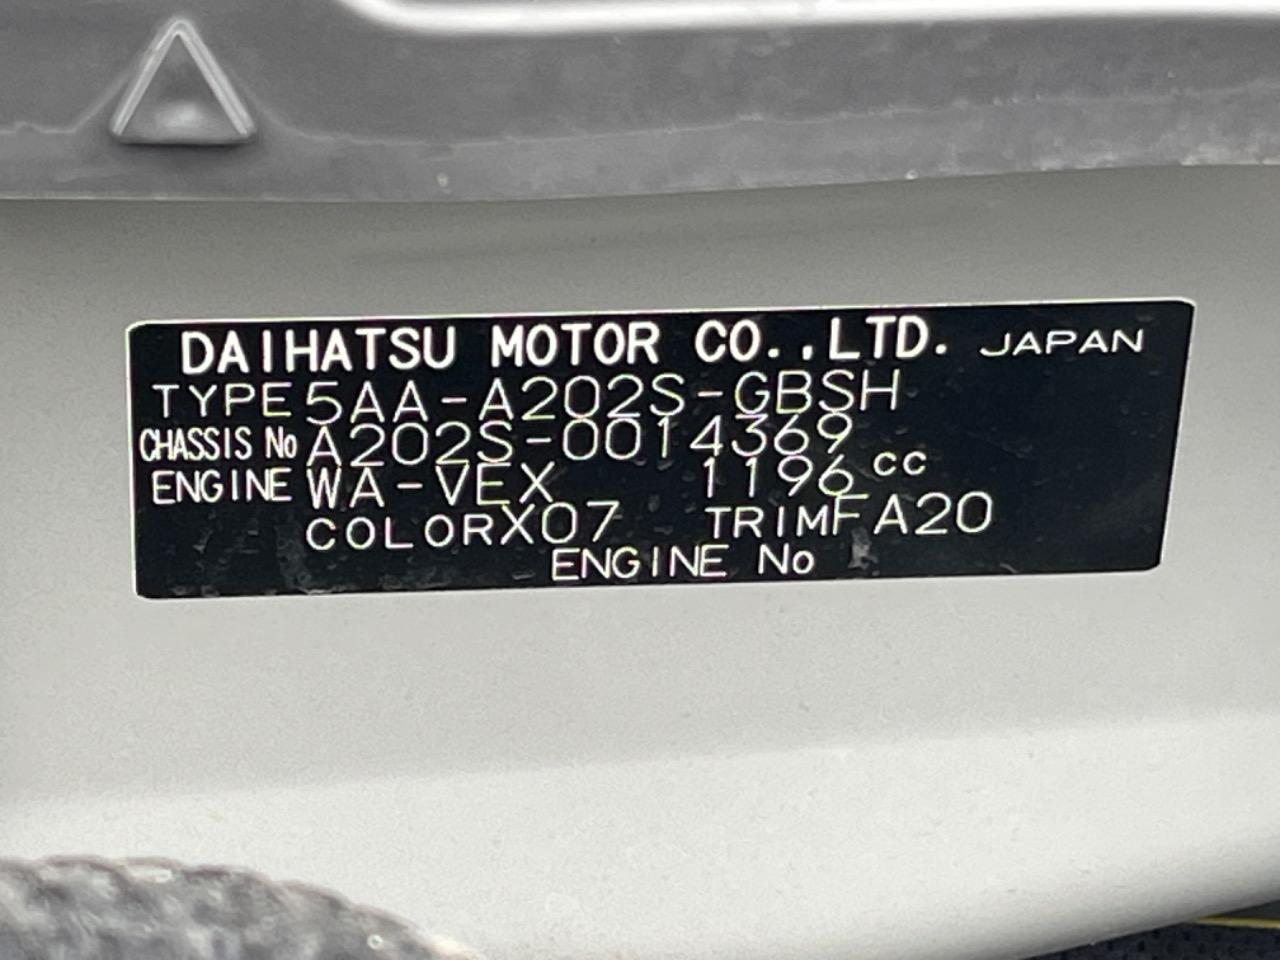 DAIHATSU MOTOR CO.,LTD. JAPAN
TYPE 5AA-A202S-GBSH
CHASSIS No A202S-0014369
ENGINE WA-VEX 1196cc
COLOR X07 TRIM FA20
ENGINE No